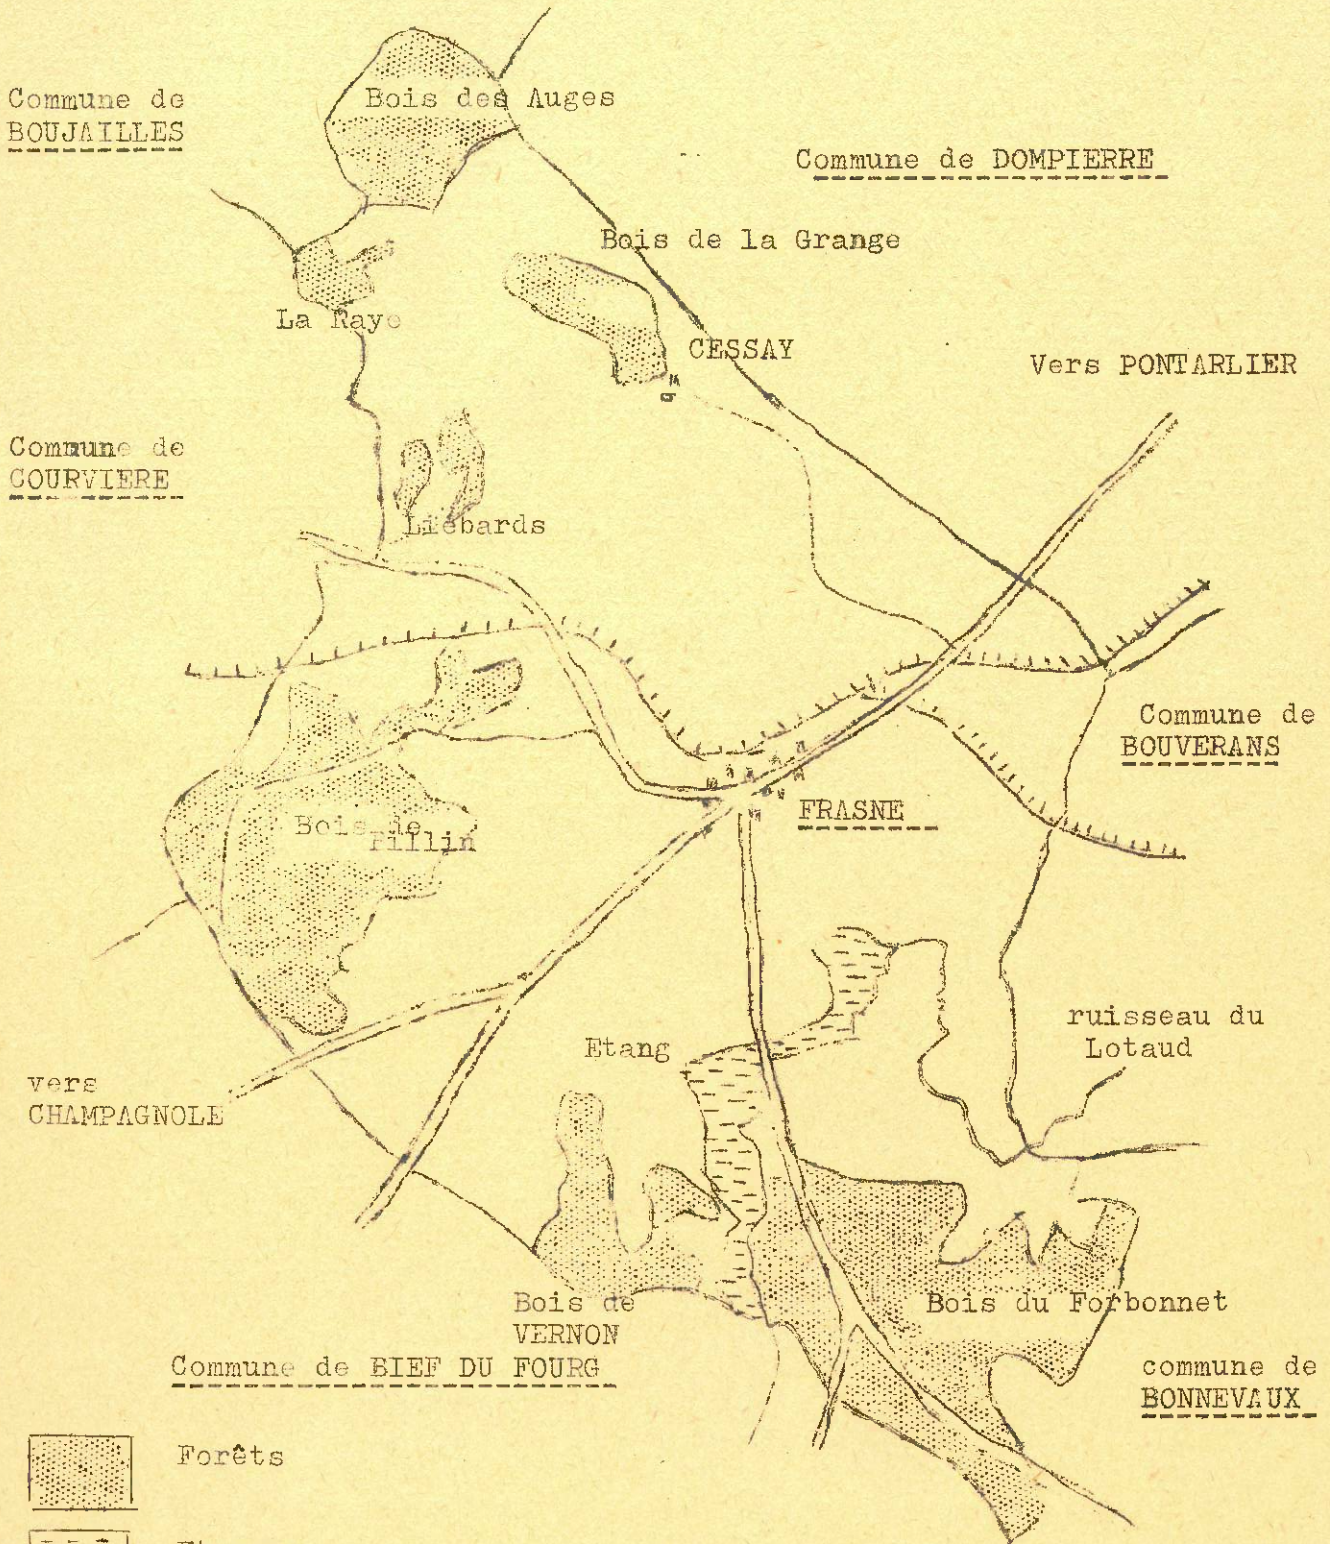 Commune de
BOUJAILLES
Bois des Auges
Commune de DOMPIERRE
Bois de la Grange
La Raye
CESSAY
Vers PONTARLIER
Commune de
COURVIERE
Liébards
Commune de
BOUVERANS
FRASNE
Bois de
Fillin
ruisseau du
Lotaud
Etang
vers
CHAMPAGNOLE
Bois de
VERNON
Bois du Forbonnet
Commune de BIEF DU FOURG
commune de
BONNEVAUX
Forêts